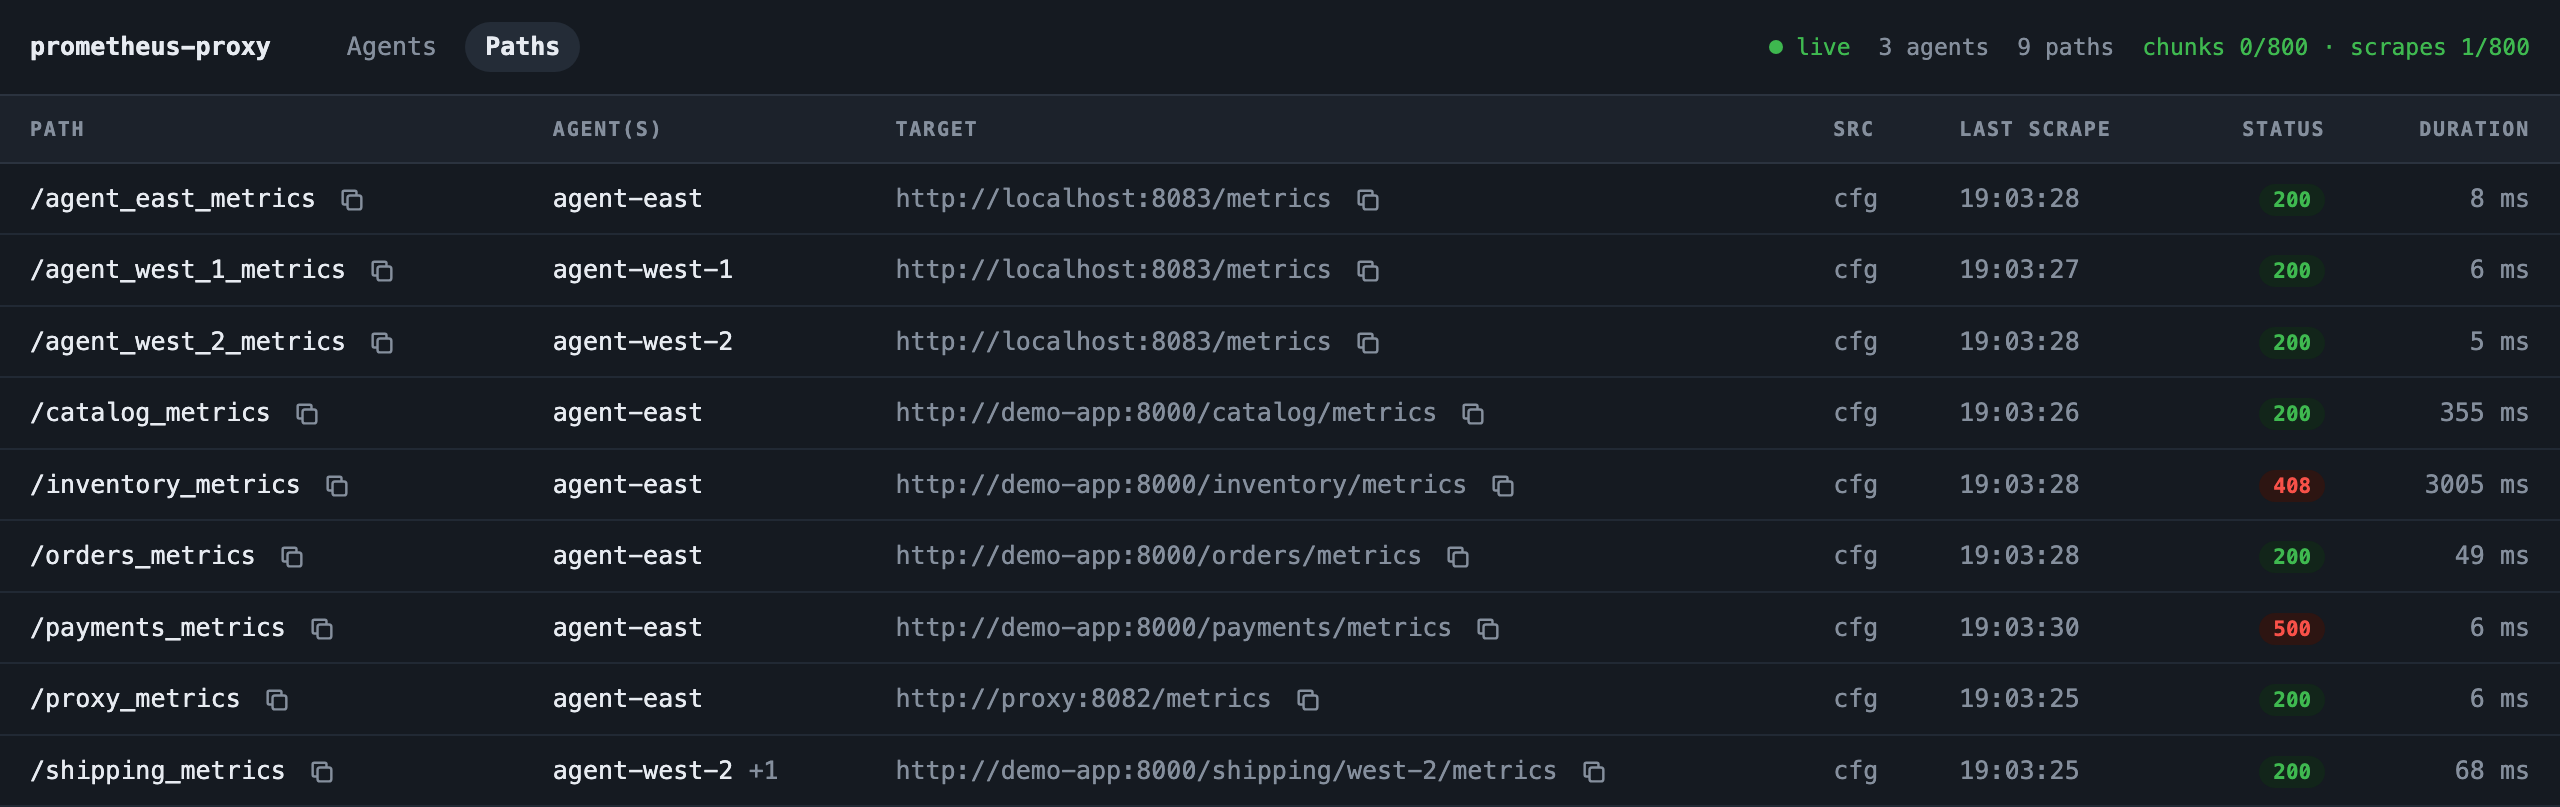 prometheus-proxy Agents Paths live 3 agents 9 paths chunks 0/800 · scrapes 1/800
PATH AGENT(S) TARGET SRC LAST SCRAPE STATUS DURATION
/agent_east_metrics agent-east http://localhost:8083/metrics cfg 19:03:28 200 8 ms
/agent_west_1_metrics agent-west-1 http://localhost:8083/metrics cfg 19:03:27 200 6 ms
/agent_west_2_metrics agent-west-2 http://localhost:8083/metrics cfg 19:03:28 200 5 ms
/catalog_metrics agent-east http://demo-app:8000/catalog/metrics cfg 19:03:26 200 355 ms
/inventory_metrics agent-east http://demo-app:8000/inventory/metrics cfg 19:03:28 408 3005 ms
/orders_metrics agent-east http://demo-app:8000/orders/metrics cfg 19:03:28 200 49 ms
/payments_metrics agent-east http://demo-app:8000/payments/metrics cfg 19:03:30 500 6 ms
/proxy_metrics agent-east http://proxy:8082/metrics cfg 19:03:25 200 6 ms
/shipping_metrics agent-west-2 +1 http://demo-app:8000/shipping/west-2/metrics cfg 19:03:25 200 68 ms